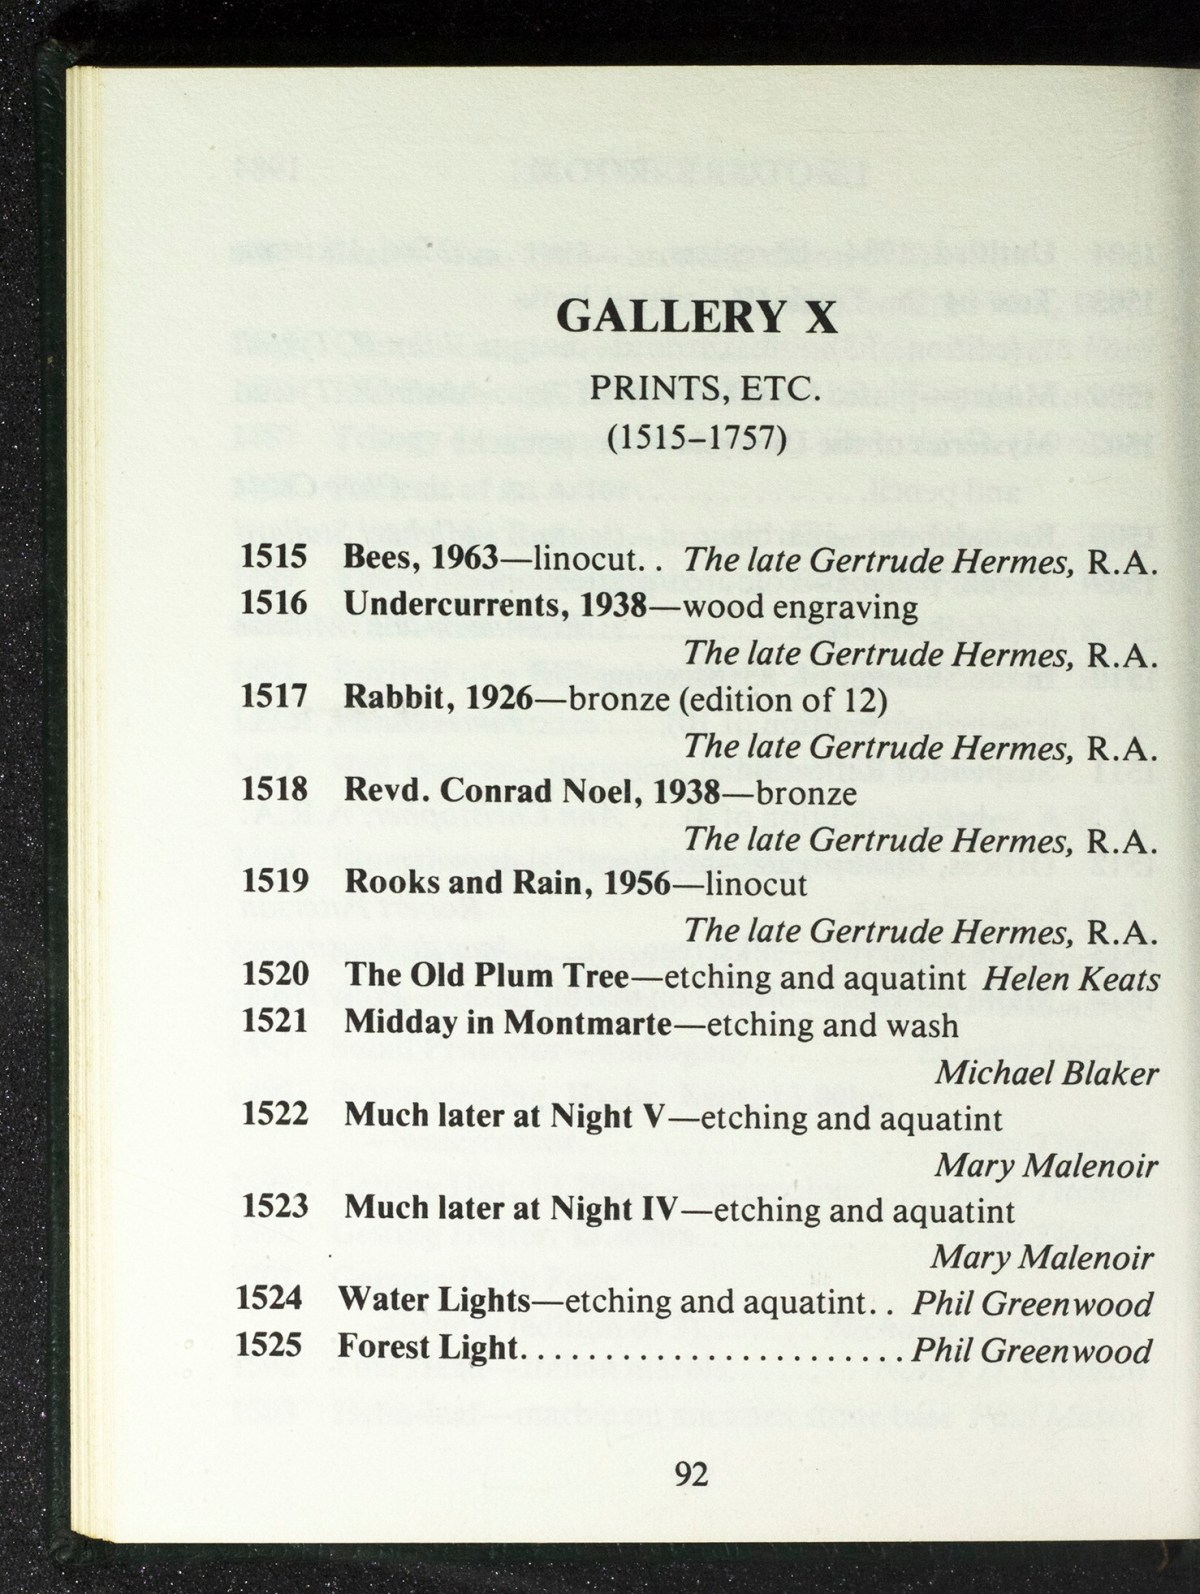 GALLERY X
PRINTS, ETC.
(1515–1757)
1515 Bees, 1963—linocut. . The late Gertrude Hermes, R.A.
1516 Undercurrents, 1938—wood engraving
The late Gertrude Hermes, R.A.
1517 Rabbit, 1926—bronze (edition of 12)
The late Gertrude Hermes, R.A.
1518 Revd. Conrad Noel, 1938—bronze
The late Gertrude Hermes, R.A.
1519 Rooks and Rain, 1956—linocut
The late Gertrude Hermes, R.A.
1520 The Old Plum Tree—etching and aquatint Helen Keats
1521 Midday in Montmarte—etching and wash
Michael Blaker
1522 Much later at Night V—etching and aquatint
Mary Malenoir
1523 Much later at Night IV—etching and aquatint
Mary Malenoir
1524 Water Lights—etching and aquatint. . Phil Greenwood
1525 Forest Light. . . . . . . . . . . . . . . . . . . . . . . . Phil Greenwood
92